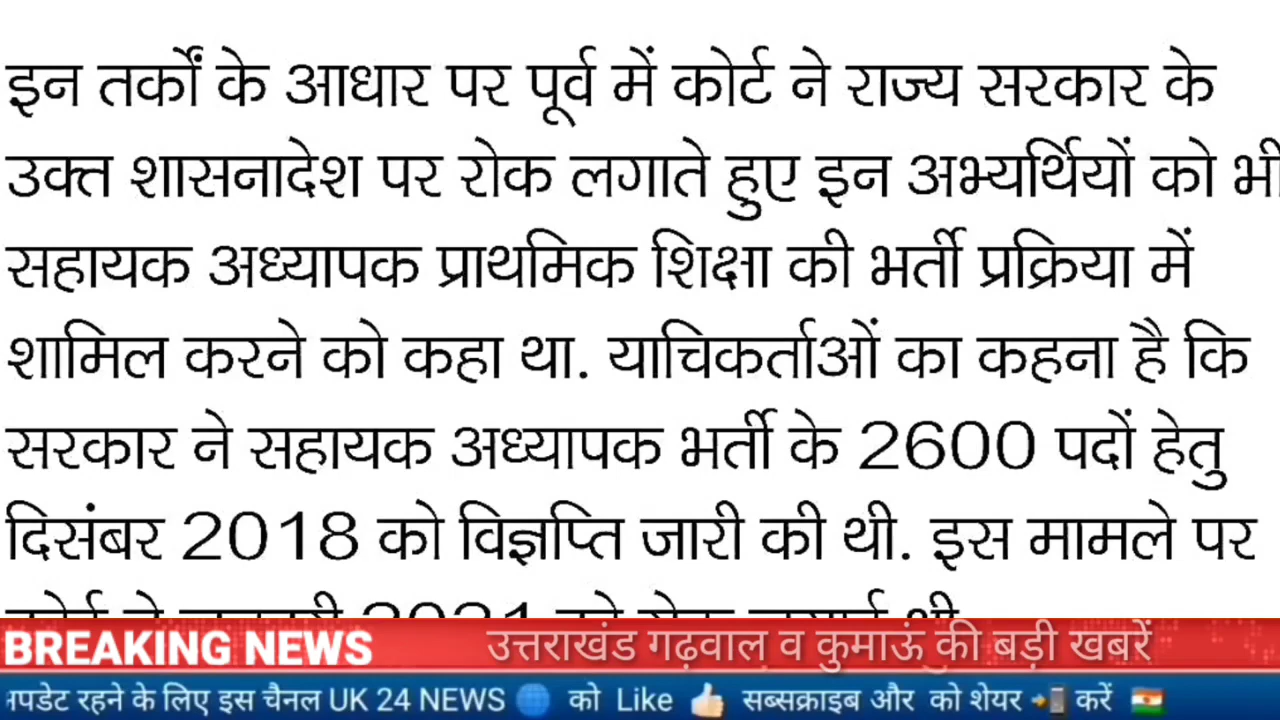 इन तर्कों के आधार पर पूर्व में कोर्ट ने राज्य सरकार के
उक्त शासनादेश पर रोक लगाते हुए इन अभ्यर्थियों को भी
सहायक अध्यापक प्राथमिक शिक्षा की भर्ती प्रक्रिया में
शामिल करने को कहा था. याचिकर्ताओं का कहना है कि
सरकार ने सहायक अध्यापक भर्ती के 2600 पदों हेतु
दिसंबर 2018 को विज्ञप्ति जारी की थी. इस मामले पर
BREAKING NEWS उत्तराखंड गढ़वाल व कुमाऊं की बड़ी खबरें
रहने के लिए इस चैनल UK 24 NEWS 🌐 को Like 👍 सब्सक्राइब और को शेयर 📲 करें 🇮🇳